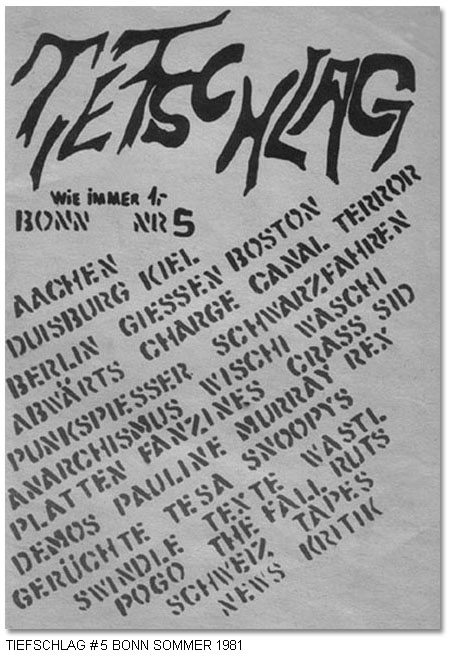 TIEFSCHLAG
WIE IMMER 1,-
BONN NR 5
AACHEN
DUISBURG KIEL
BERLIN GIESSEN BOSTON
ABWÄRTS CHARGE CANAL TERROR
PUNKSPIESSER SCHWARZFAHREN
ANARCHISMUS WISCHI WASCHI
PLATTEN FANZINES CRASS SID
DEMOS PAULINE MURRAY REX
GERÜCHTE TESA SNOOPYS
SWINDLE TEXTE WASTL
POGO THE FALL RUTS
SCHWEIZ TAPES
NEWS KRITIK
TIEFSCHLAG #5 BONN SOMMER 1981